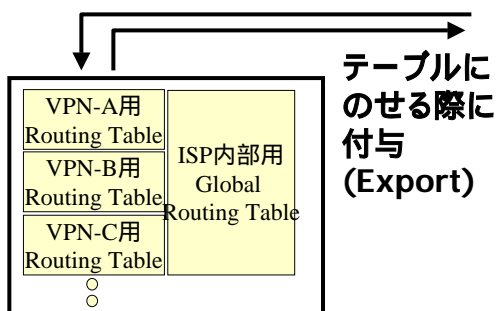 テーブルに
のせる際に
付与
(Export)
VPN-A用
Routing Table
VPN-B用
Routing Table
VPN-C用
Routing Table
ISP内部用
Global
Routing Table